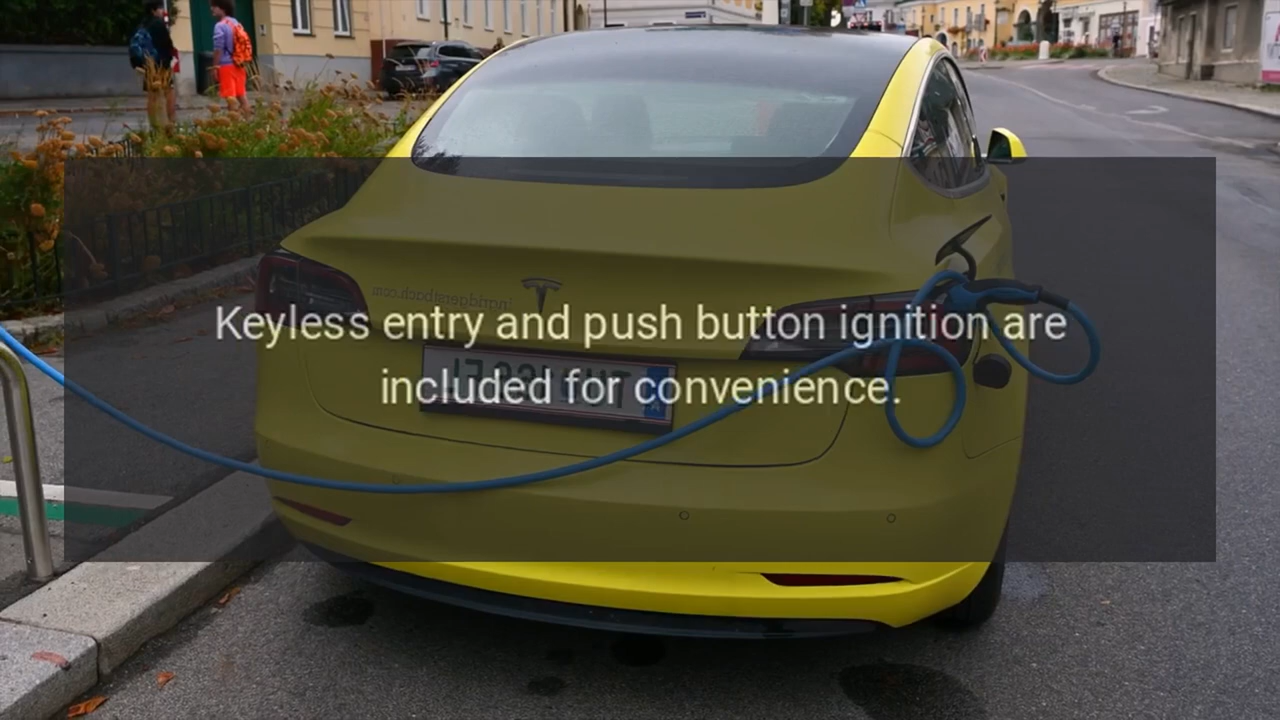 Keyless entry and push button ignition are
included for convenience.